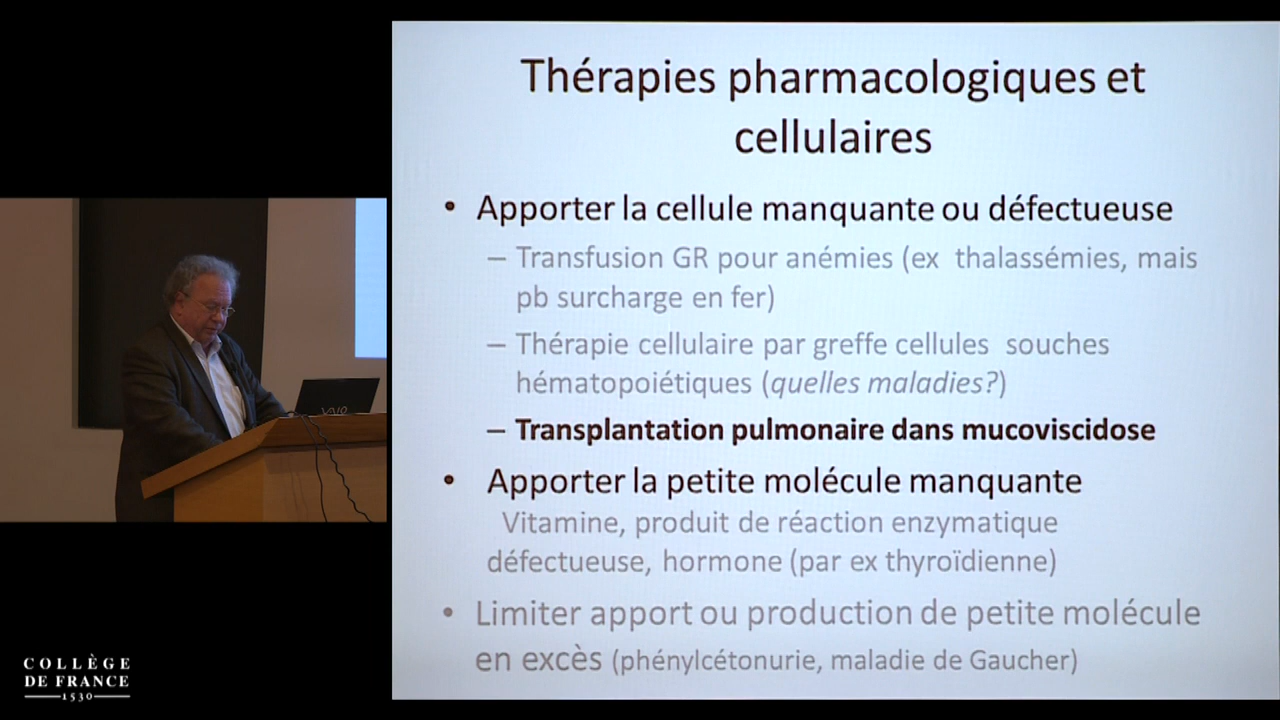 Thérapies pharmacologiques et
cellulaires
• Apporter la cellule manquante ou défectueuse
– Transfusion GR pour anémies (ex thalassémies, mais
pb surcharge en fer)
– Thérapie cellulaire par greffe cellules souches
hématopoiétiques (quelles maladies?)
– Transplantation pulmonaire dans mucoviscidose
• Apporter la petite molécule manquante
Vitamine, produit de réaction enzymatique
défectueuse, hormone (par ex thyroïdienne)
• Limiter apport ou production de petite molécule
en excès (phénylcétonurie, maladie de Gaucher)
VAIO
COLLÈGE
DE FRANCE
1530